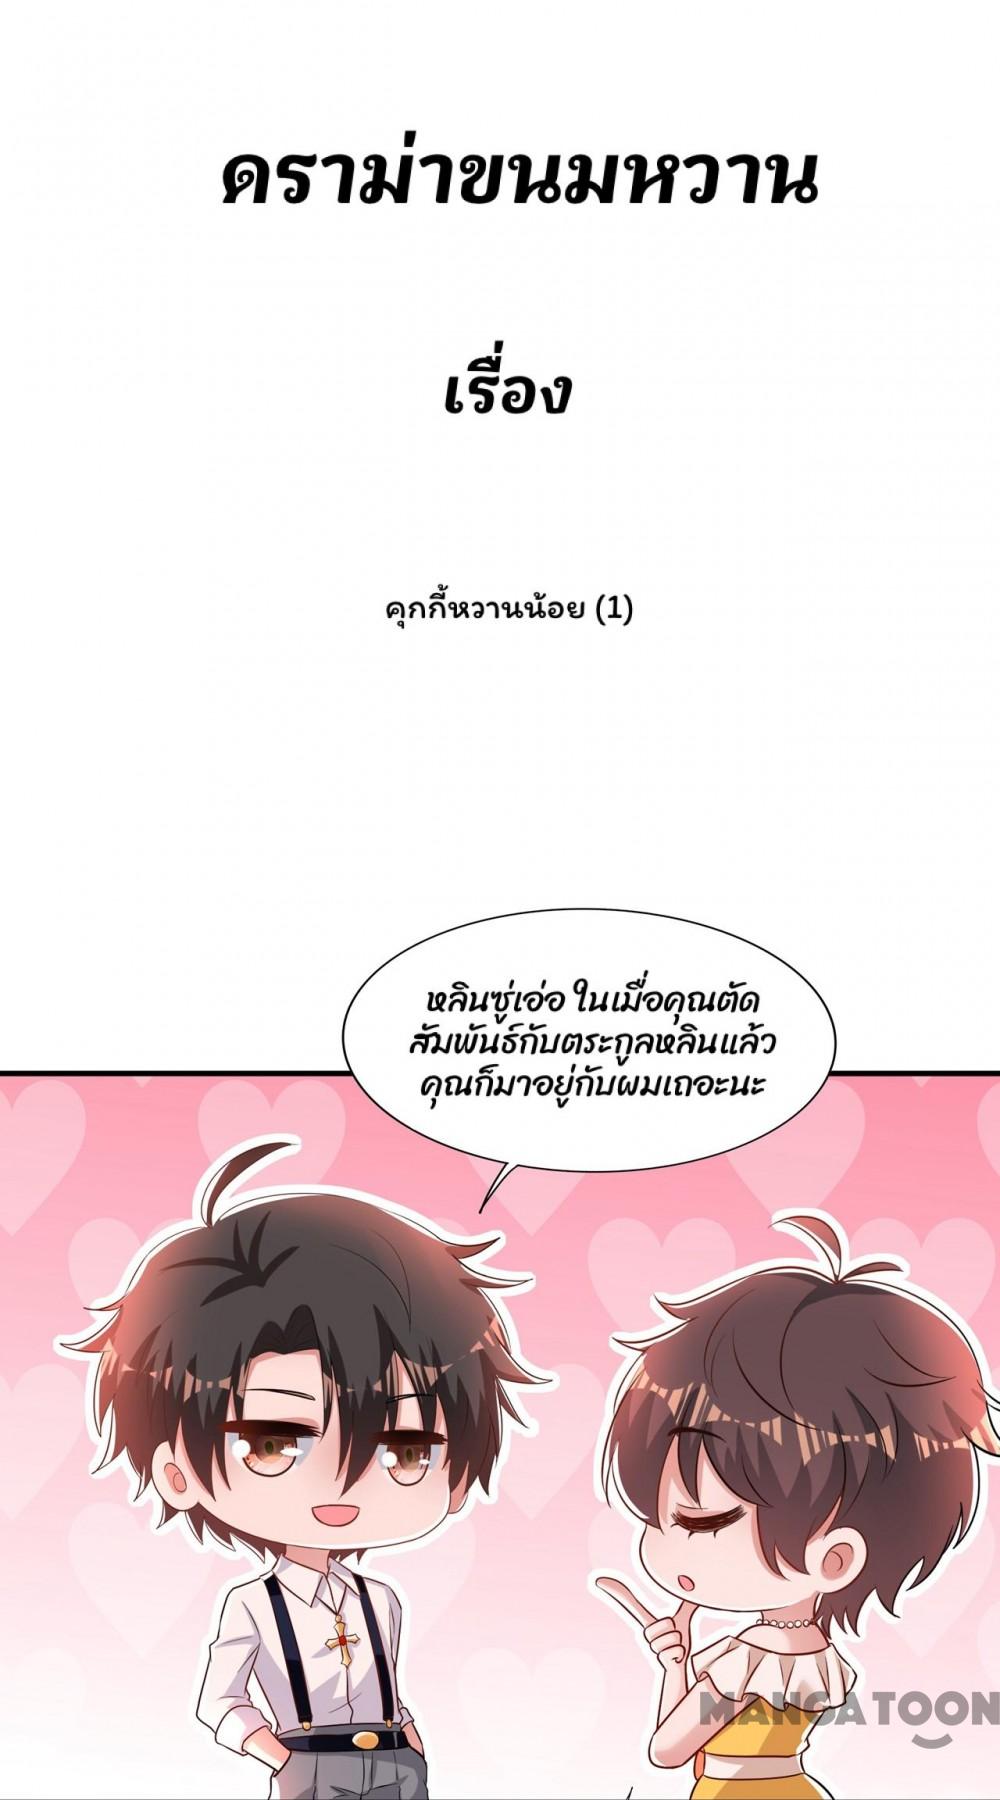 ดราม่าขนมหวาน
เรื่อง
คุกกี้หวานน้อย (1)
หลินซู่เอ่อ ในเมื่อคุณตัด
สัมพันธ์กับตระกูลหลินแล้ว
คุณก็มาอยู่กับผมเถอะนะ
MANGATOON